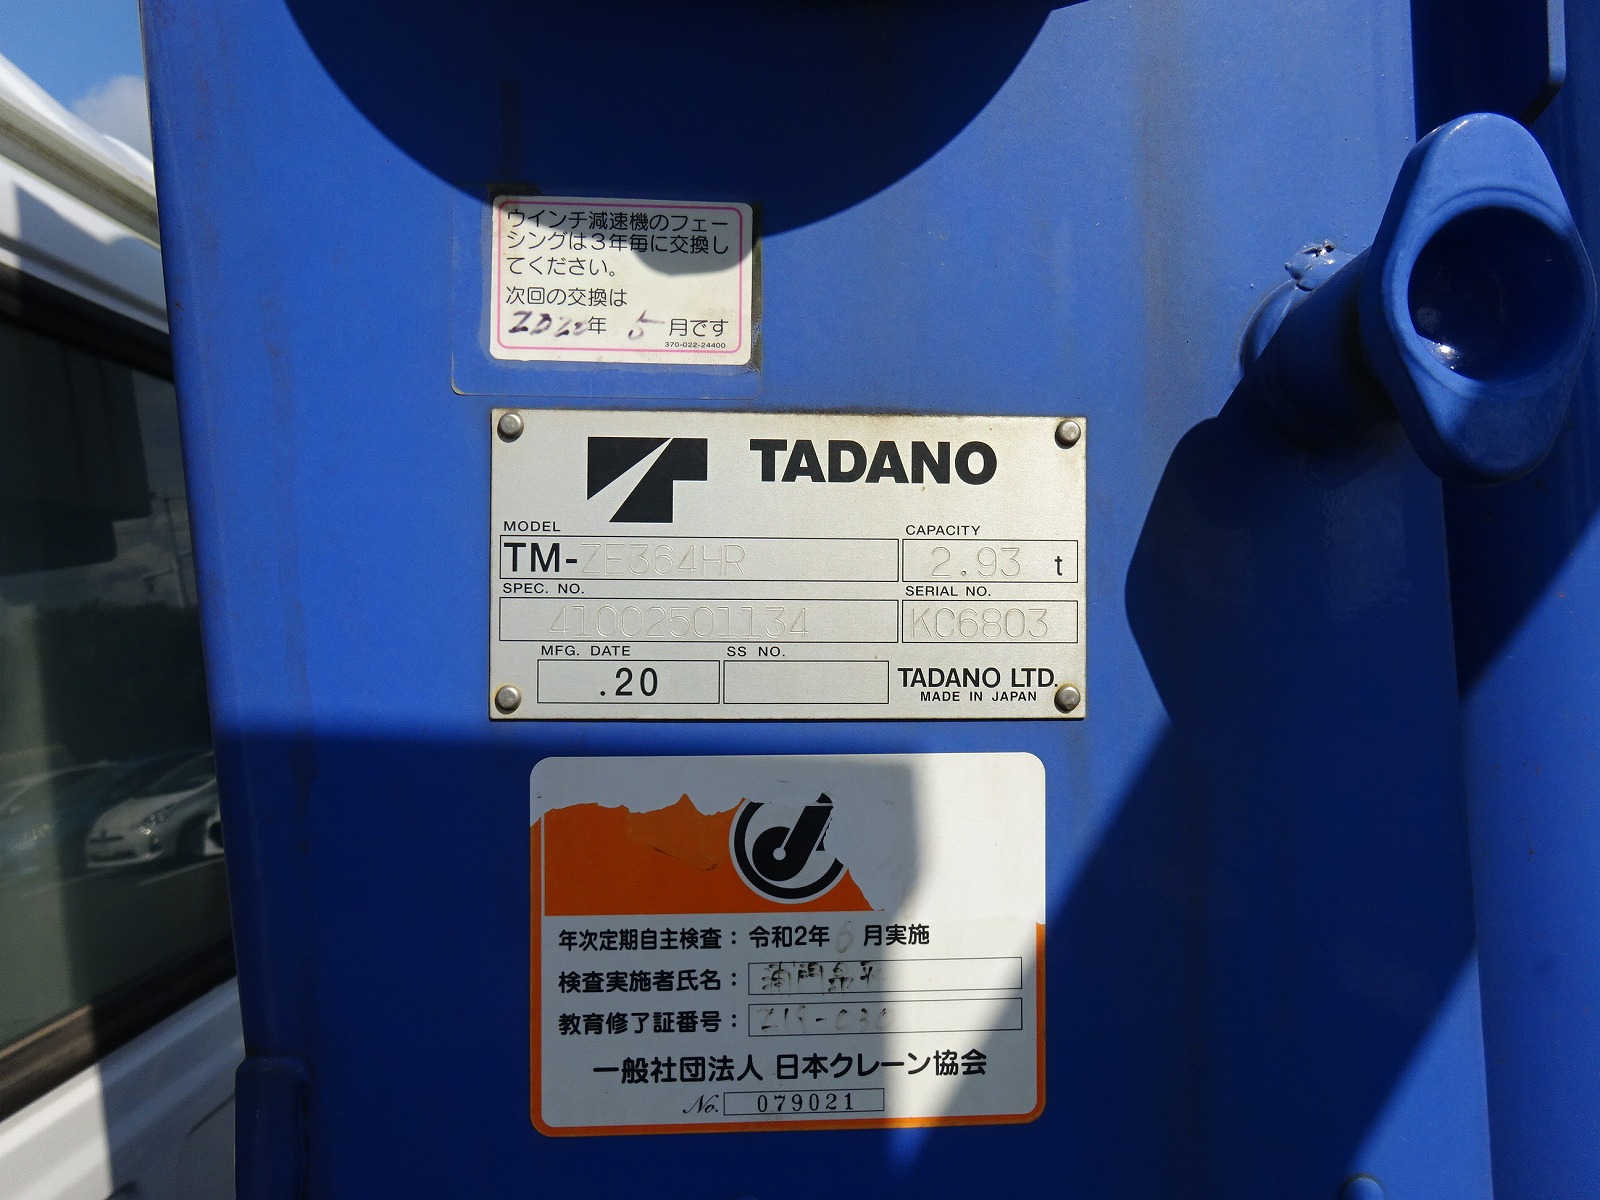 ウインチ減速機のフェー
シングは3年毎に交換し
てください。
次回の交換は
年 5月です
370-022-24400
TADANO
MODEL
CAPACITY
TM-ZE364HR
2.93 t
SPEC. NO.
SERIAL NO.
41002501134
KC6803
MFG. DATE
SS NO.
.20
TADANO LTD.
MADE IN JAPAN
年次定期自主検査：令和2年 月実施
検査実施者氏名：
教育修了証番号：
一般社団法人 日本クレーン協会
No. 079021